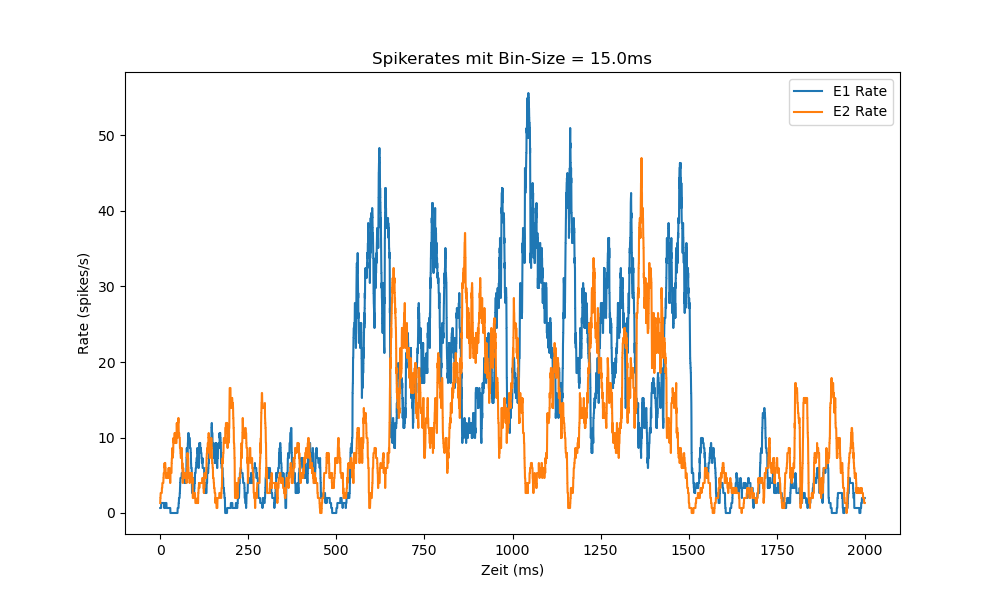 Spikerates mit Bin-Size = 15.0ms
E1 Rate
E2 Rate
Rate (spikes/s)
50
40
30
20
10
0
0 250 500 750 1000 1250 1500 1750 2000
Zeit (ms)